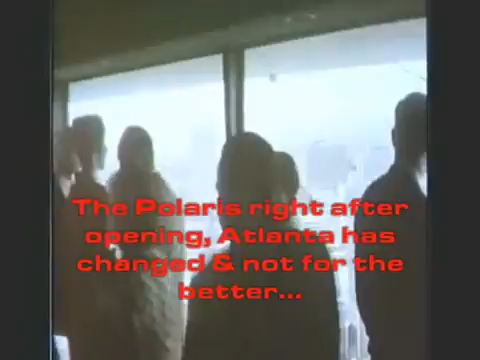 The Polaris right after
opening, Atlanta has
changed & not for the
better...